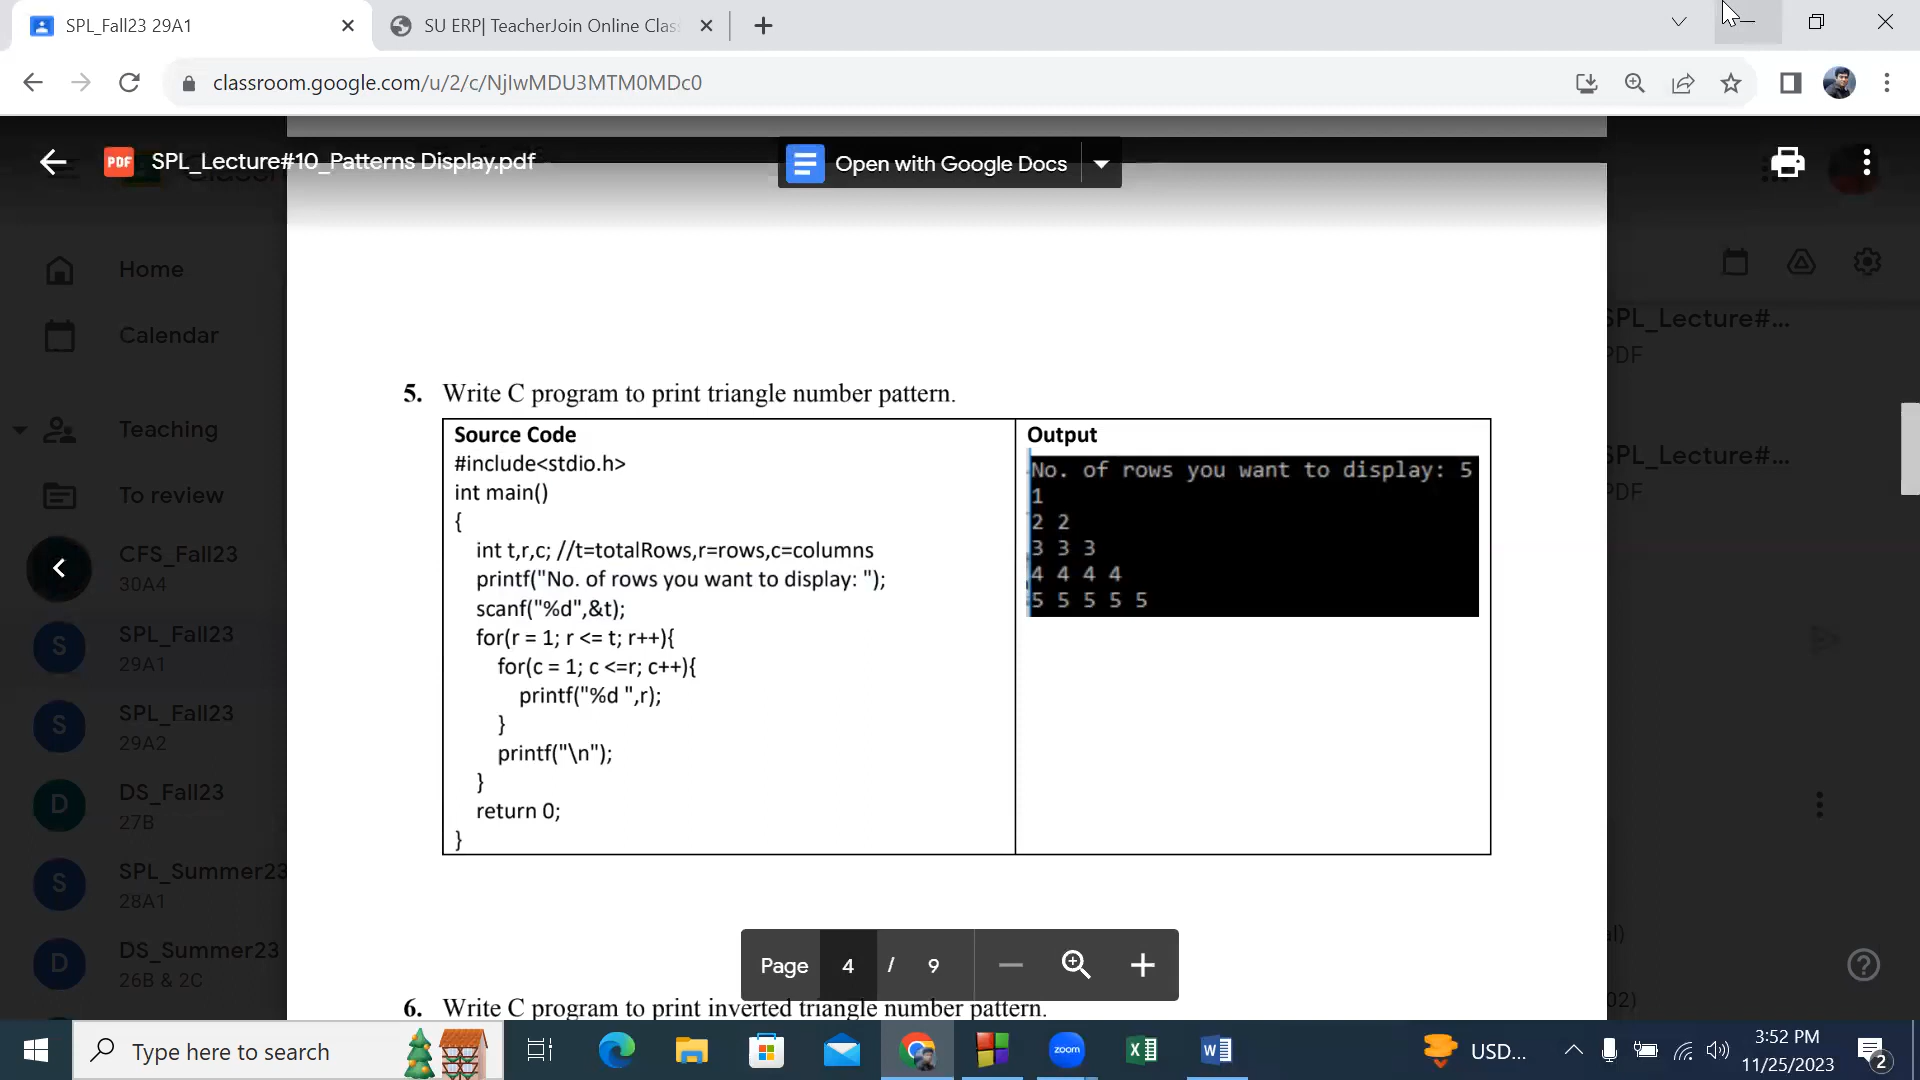 SPL_Fall23 29A1
SU ERP| TeacherJoin Online Clas
classroom.google.com/u/2/c/NjIwMDU3MTM0MDc0
PDF SPL_Lecture#10_Patterns Display.pdf
Open with Google Docs
Home
Calendar
Teaching
To review
CFS_Fall23
30A4
S SPL_Fall23
29A1
S SPL_Fall23
29A2
D DS_Fall23
27B
S SPL_Summer23
28A1
D DS_Summer23
26B & 2C
SPL_Lecture#...
PDF
SPL_Lecture#...
PDF
5. Write C program to print triangle number pattern.
Source Code
#include<stdio.h>
int main()
{
int t,r,c; //t=totalRows,r=rows,c=columns
printf("No. of rows you want to display: ");
scanf("%d",&t);
for(r = 1; r <= t; r++){
for(c = 1; c <=r; c++){
printf("%d ",r);
}
printf("\n");
}
return 0;
}
Output
No. of rows you want to display: 5
1
2 2
3 3 3
4 4 4 4
5 5 5 5 5
Page 4 / 9
6. Write C program to print inverted triangle number pattern.
Type here to search
zoom
USD...
3:52 PM
11/25/2023
2